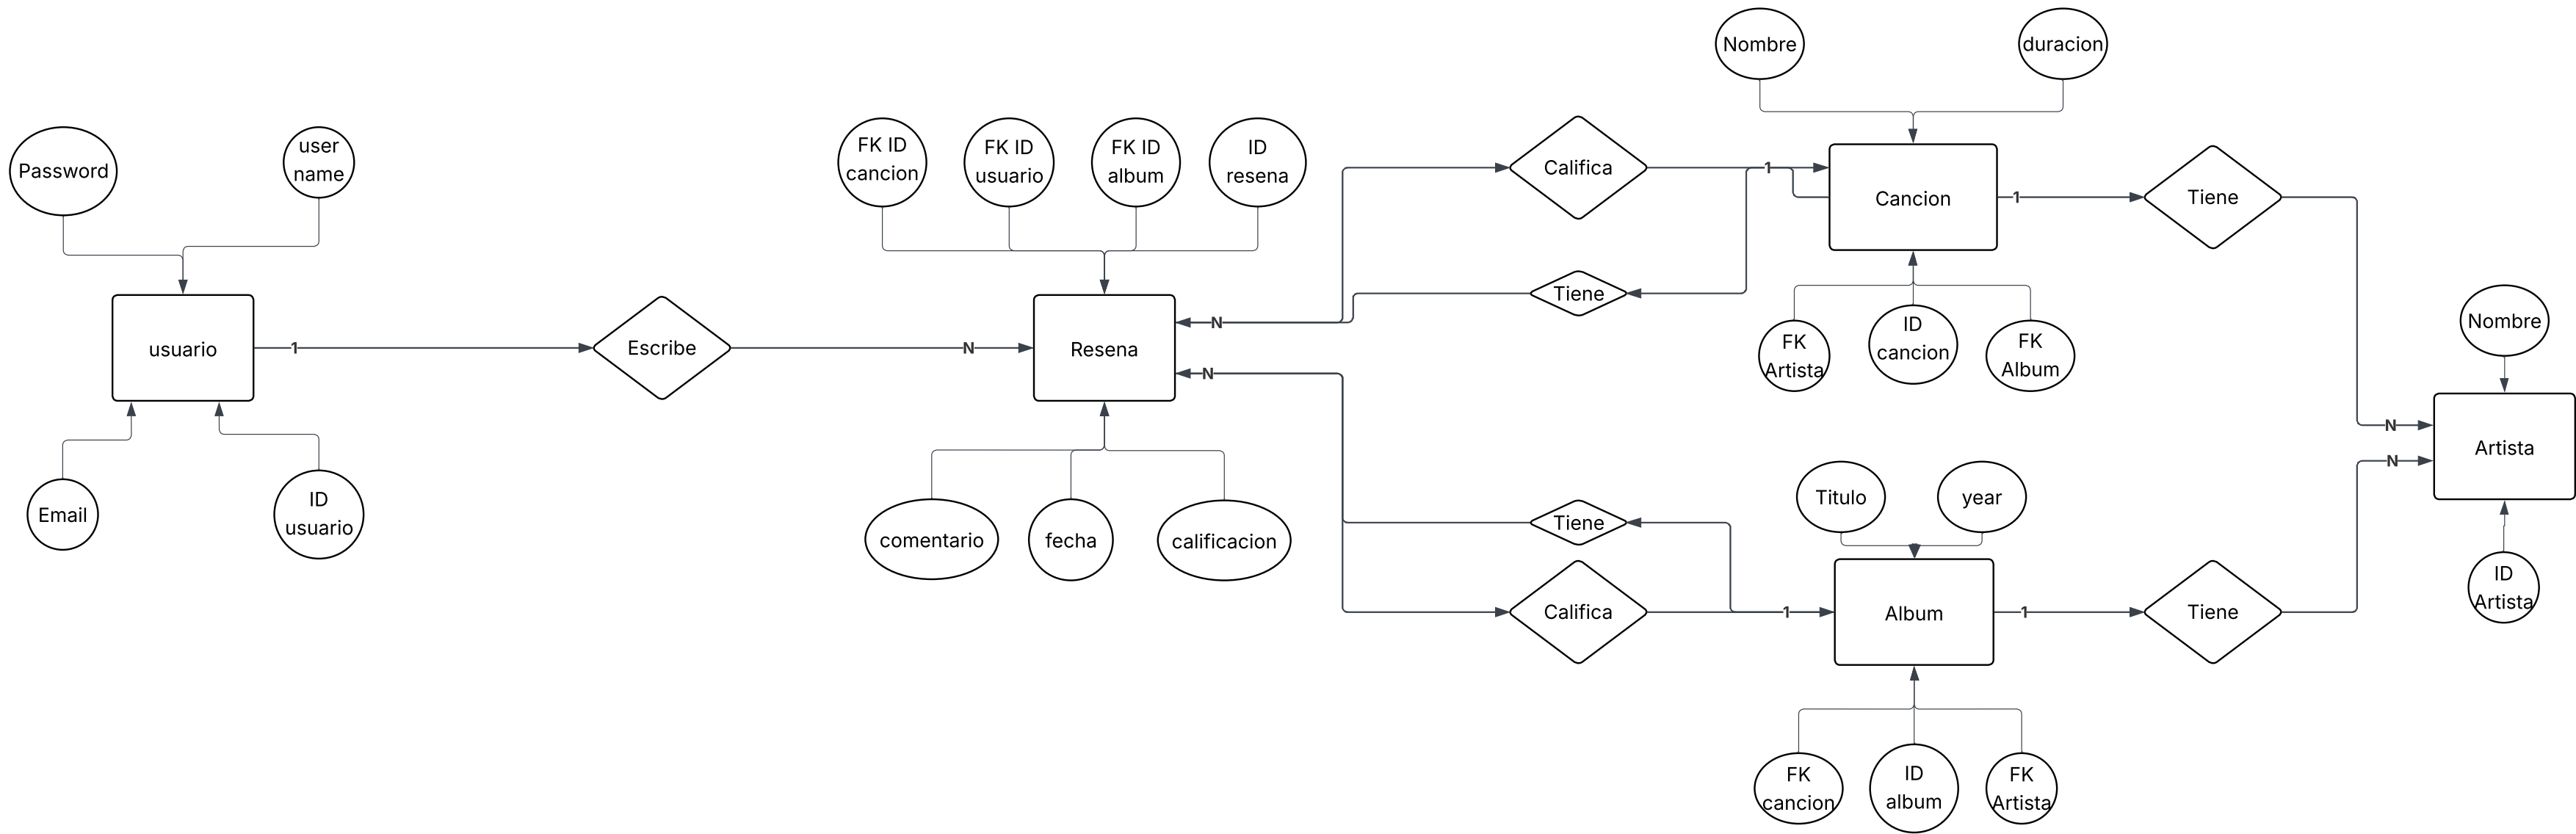 Nombre
duracion
Password
user
name
FK ID
cancion
FK ID
usuario
FK ID
album
ID
resena
Califica
1
Cancion
1
Tiene
Tiene
FK
Artista
ID
cancion
FK
Album
Nombre
usuario
1
Escribe
N
Resena
N
N
N
N
Artista
Email
ID
usuario
comentario
fecha
calificacion
Tiene
Titulo
year
Califica
1
Album
1
Tiene
ID
Artista
FK
cancion
ID
album
FK
Artista